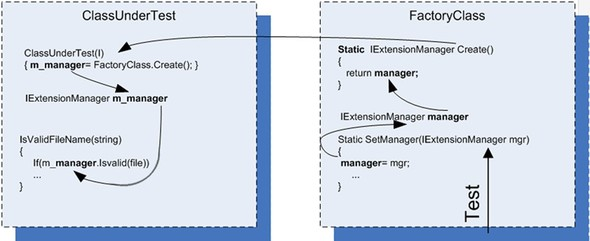 ClassUnderTest
ClassUnderTest(I)
{ m_manager= FactoryClass.Create(); }
IExtensionManager m_manager
IsValidFileName(string)
{
If(m_manager.Isvalid(file))
...
}
FactoryClass
Static IExtensionManager Create()
{
return manager;
}
IExtensionManager manager
Static SetManager(IExtensionManager mgr)
{
manager= mgr;
...
}
Test